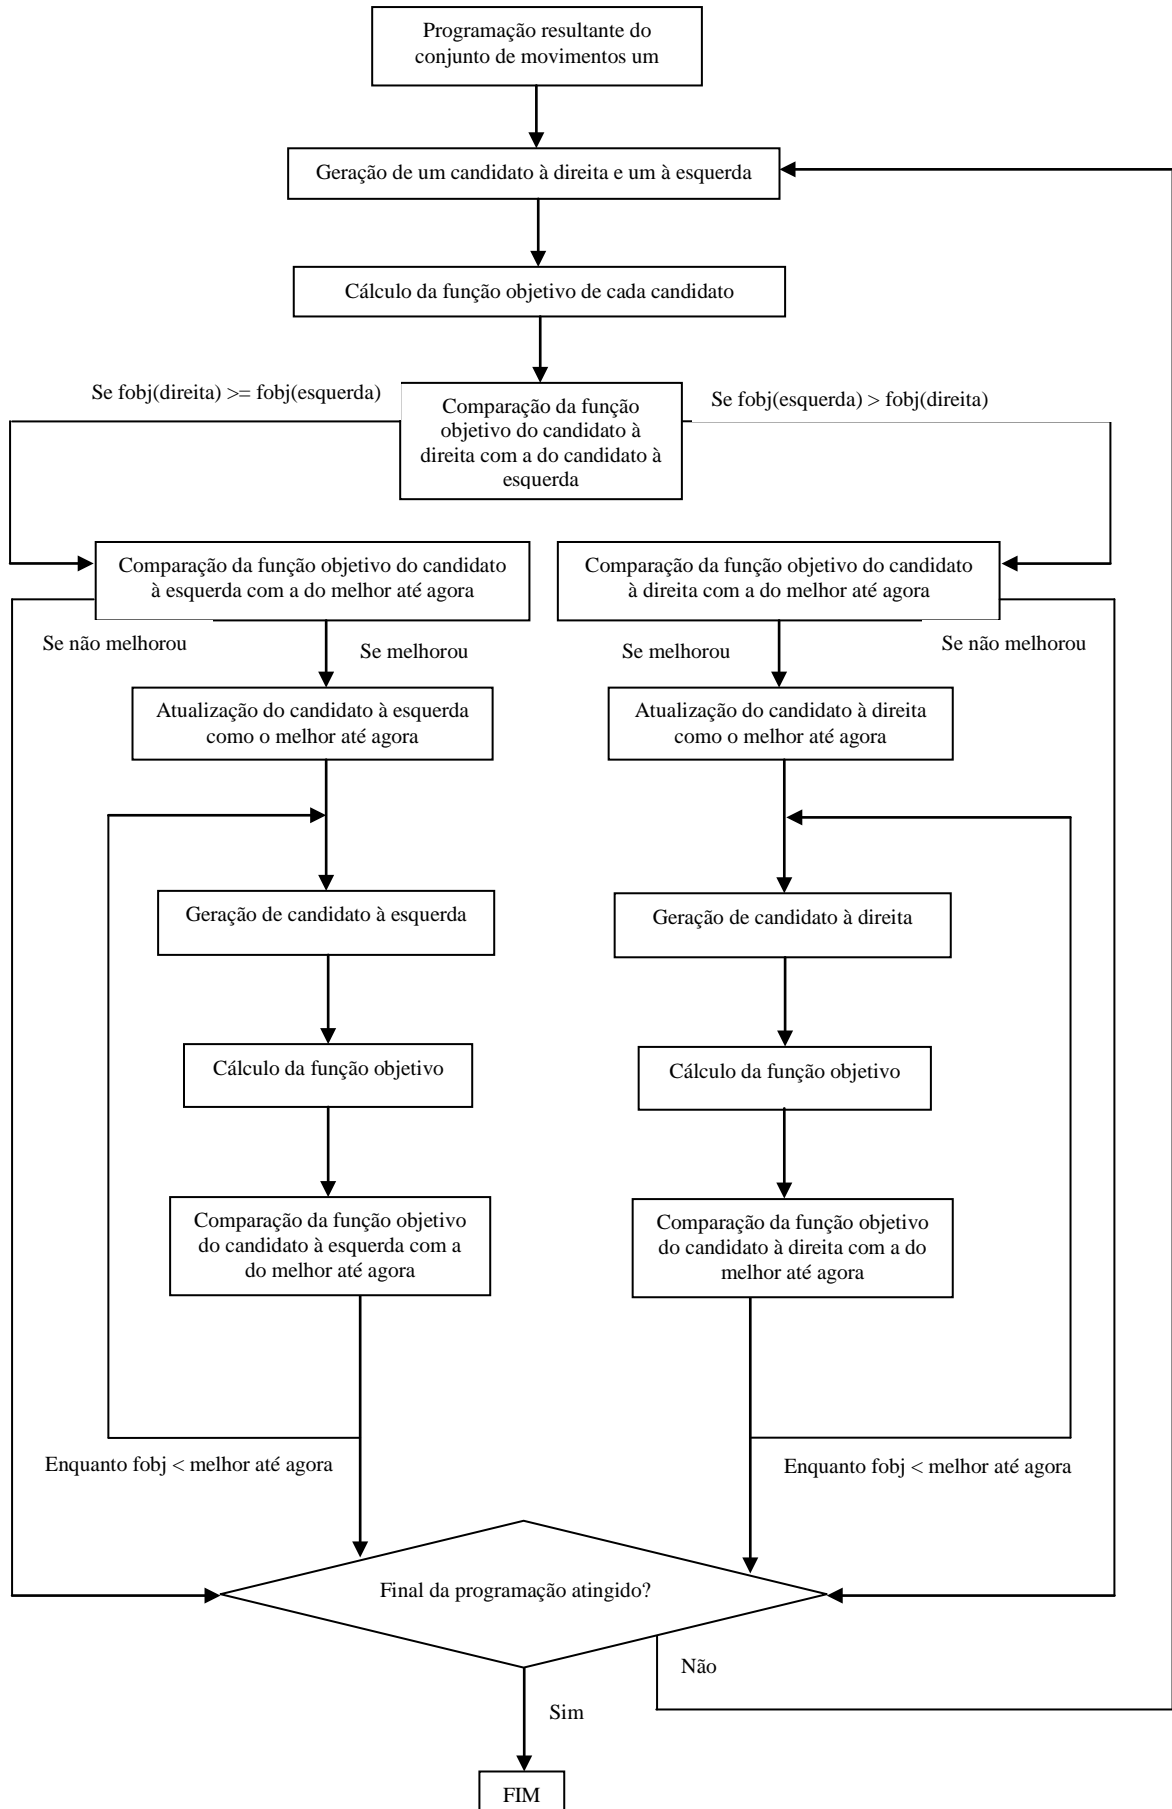 Programação resultante do
conjunto de movimentos um
Geração de um candidato à direita e um à esquerda
Cálculo da função objetivo de cada candidato
Se fobj(direita) >= fobj(esquerda)
Comparação da função
objetivo do candidato à
direita com a do candidato à
esquerda
Se fobj(esquerda) > fobj(direita)
Comparação da função objetivo do candidato
à esquerda com a do melhor até agora
Comparação da função objetivo do candidato
à direita com a do melhor até agora
Se não melhorou
Se melhorou
Se melhorou
Se não melhorou
Atualização do candidato à esquerda
como o melhor até agora
Atualização do candidato à direita
como o melhor até agora
Geração de candidato à esquerda
Geração de candidato à direita
Cálculo da função objetivo
Cálculo da função objetivo
Comparação da função objetivo
do candidato à esquerda com a
do melhor até agora
Comparação da função objetivo
do candidato à direita com a do
melhor até agora
Enquanto fobj < melhor até agora
Enquanto fobj < melhor até agora
Final da programação atingido?
Não
Sim
FIM